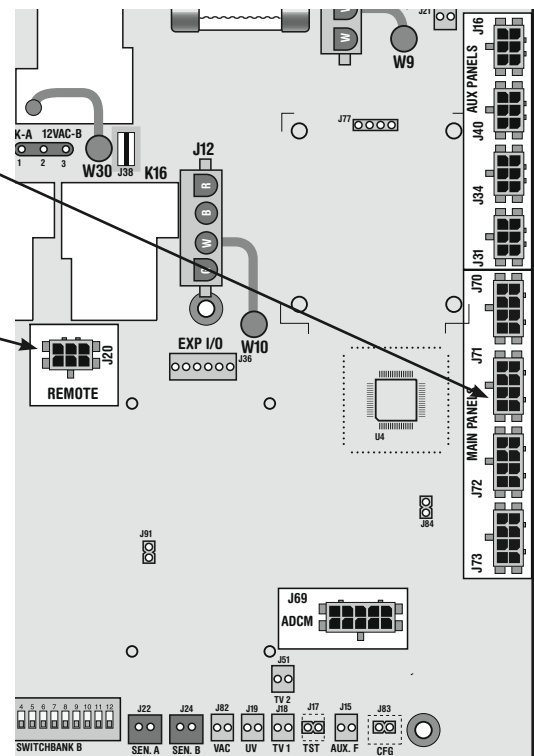 J21
J16
W
W
W9
AUX PANELS
J77
J40
K-A 12VAC-B
1 2 3
W30
J38
K16
J12
R
B
W
J34
J31
J70
W10
EXP I/O
J36
J20
REMOTE
J71
U4
MAIN PANELS
J72
J84
J91
J73
J69
ADCM
J51
TV 2
4 5 6 7 8 9 10 11 12
SWITCHBANK B
J22
SEN. A
J24
SEN. B
J82
VAC
J19
UV
J18
TV 1
J17
TST
J15
AUX. F
J83
CFG